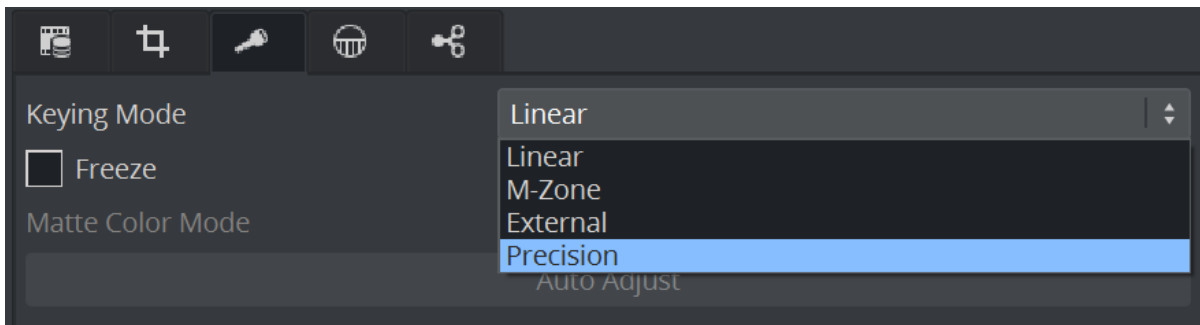 Keying Mode
Linear
Linear
Freeze
M-Zone
Matte Color Mode
External
Precision
Auto Adjust